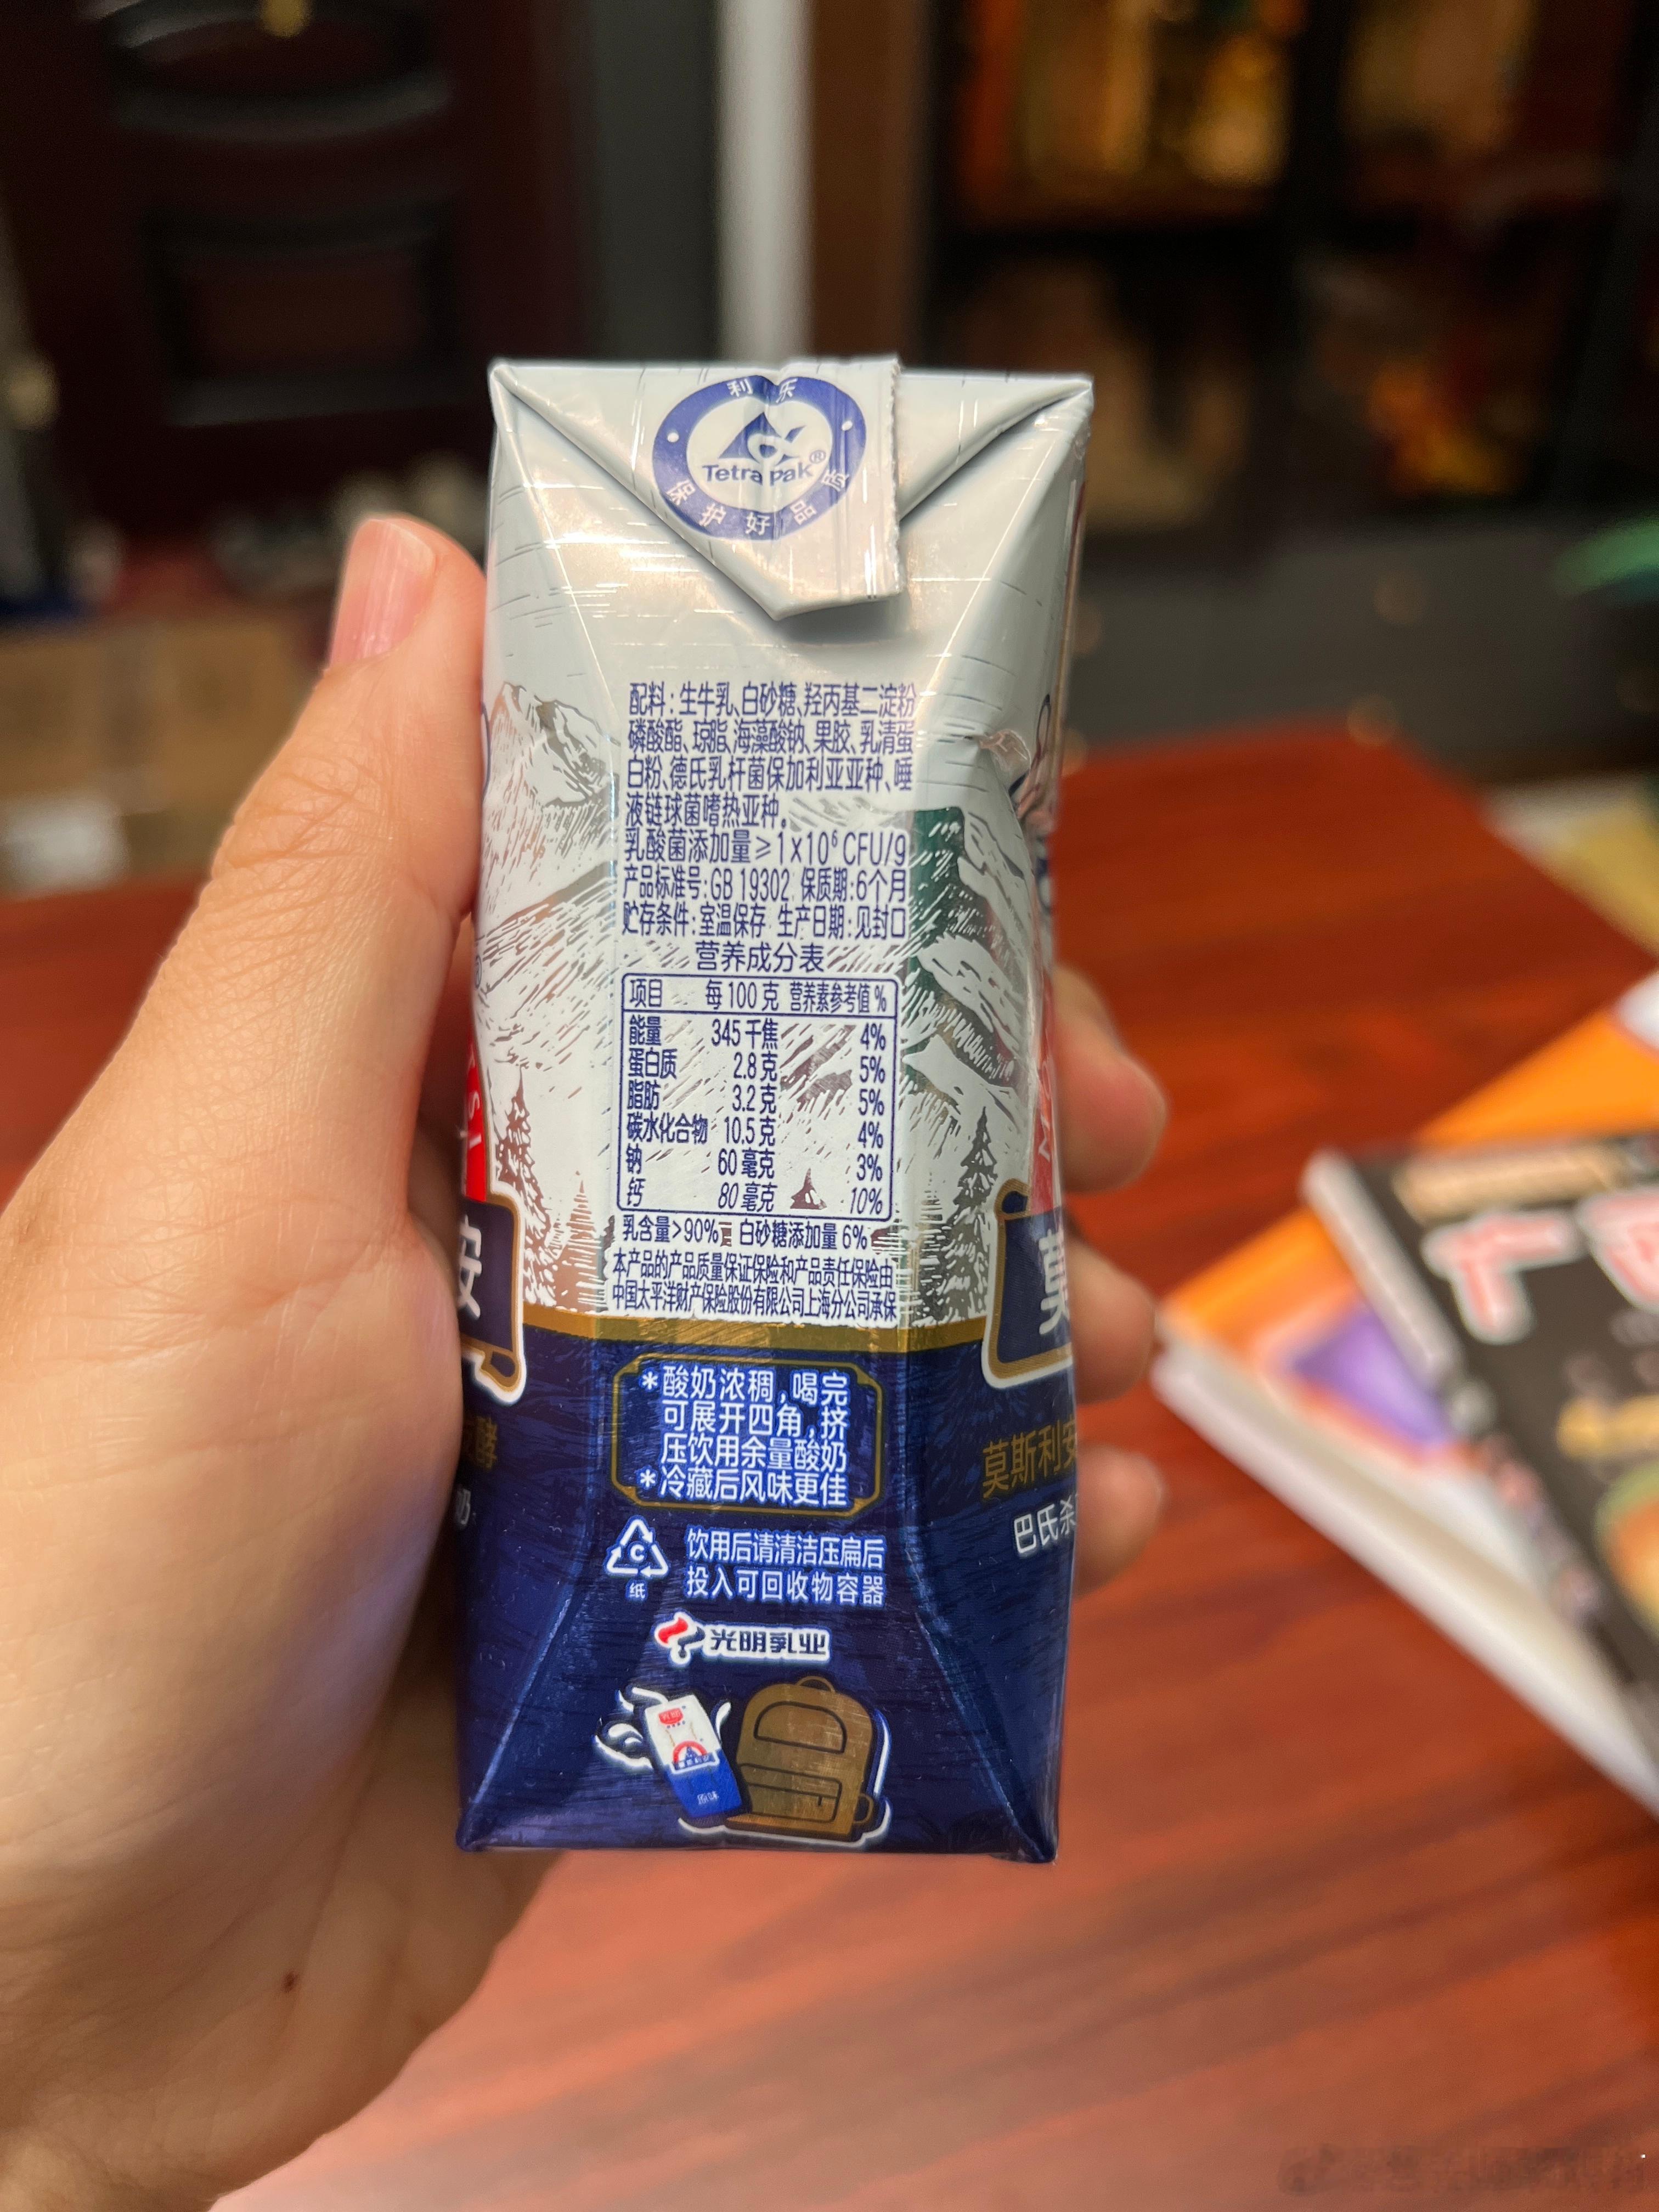 利乐
Tetra Pak®
保护好品质
配料:生牛乳、白砂糖、羟丙基二淀粉
磷酸酯、琼脂、海藻酸钠、果胶、乳清蛋
白粉、德氏乳杆菌保加利亚亚种、唾
液链球菌嗜热亚种。
乳酸菌添加量≥1x10⁶CFU/g
产品标准号:GB 19302 保质期:6个月
贮存条件:室温保存 生产日期:见封口
营养成分表
项目 每100克 营养素参考值%
能量 345千焦 4%
蛋白质 2.8克 5%
脂肪 3.2克 5%
碳水化合物 10.5克 4%
钠 60毫克 3%
钙 80毫克 10%
乳含量>90% 白砂糖添加量6%
本产品的产品质量保证保险和产品责任保险由
中国太平洋财产保险股份有限公司上海分公司承保
安
莫斯利安
巴氏杀
酵
奶
*酸奶浓稠,喝完
可展开四角,挤
压饮用余量酸奶
*冷藏后风味更佳
C
纸
饮用后请清洁压扁后
投入可回收物容器
光明乳业
原味